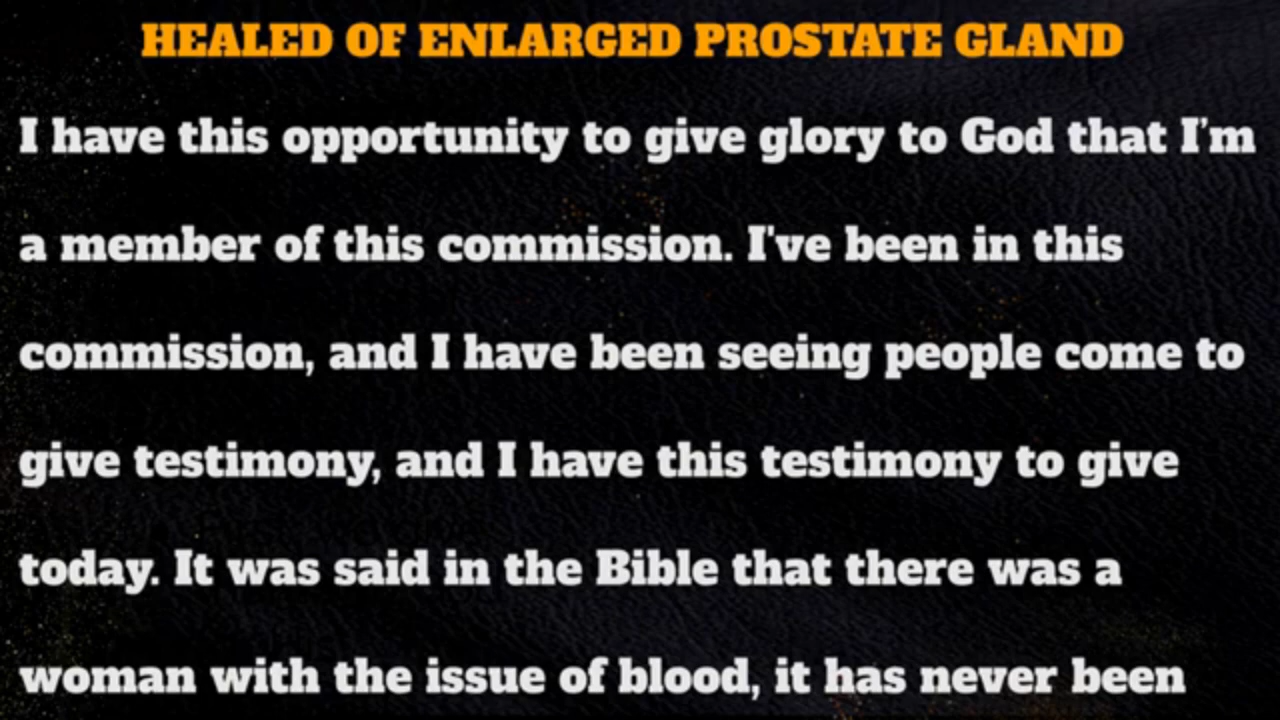 HEALED OF ENLARGED PROSTATE GLAND
I have this opportunity to give glory to God that I’m
a member of this commission. I've been in this
commission, and I have been seeing people come to
give testimony, and I have this testimony to give
today. It was said in the Bible that there was a
woman with the issue of blood, it has never been